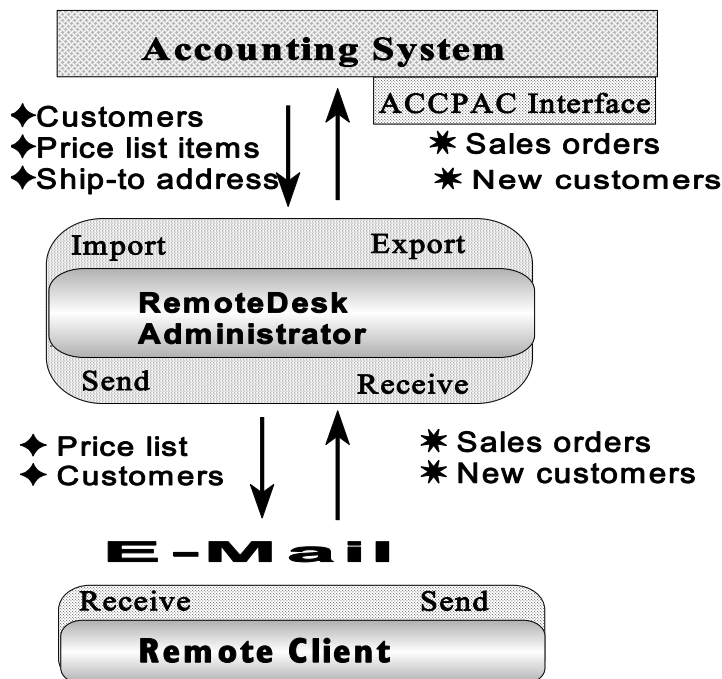 Accounting System
ACCPAC Interface
Customers
Price list items
Ship-to address
Sales orders
New customers
Import
Export
RemoteDesk
Administrator
Send
Receive
Price list
Customers
Sales orders
New customers
E-Mail
Receive
Send
Remote Client